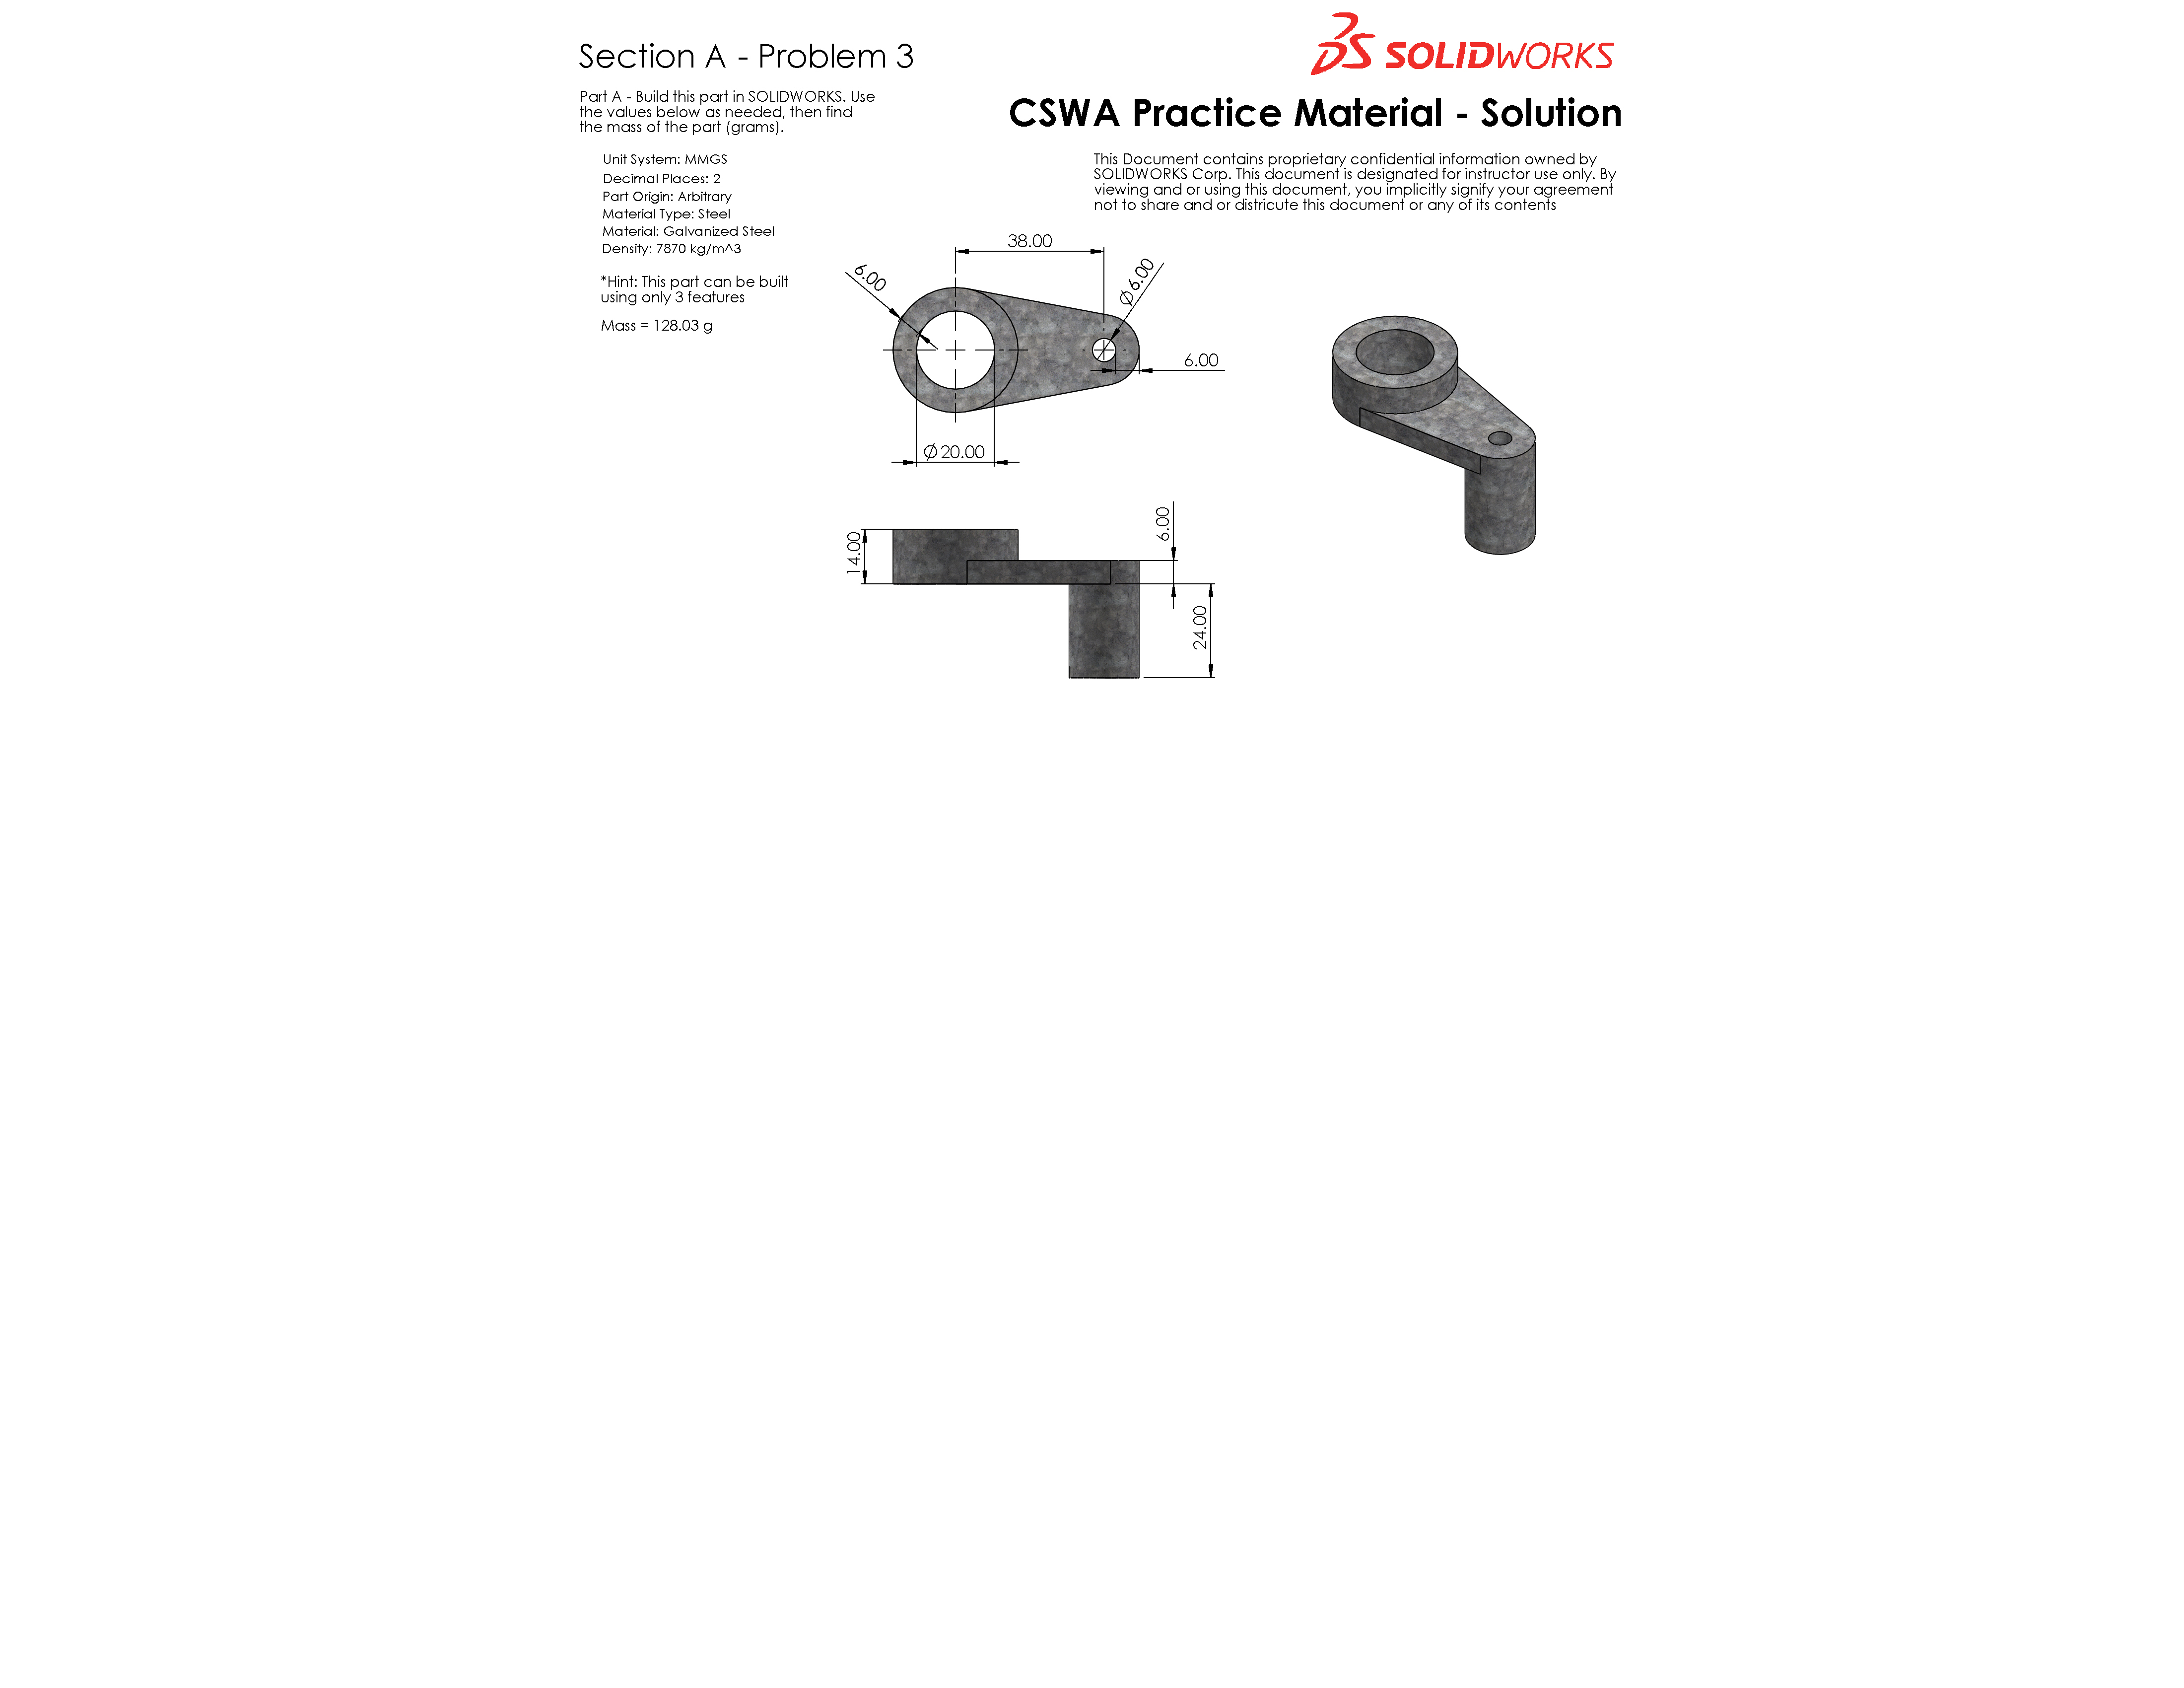 Section A - Problem 3
Part A - Build this part in SOLIDWORKS. Use
the values below as needed, then find
the mass of the part (grams).
Unit System: MMGS
Decimal Places: 2
Part Origin: Arbitrary
Material Type: Steel
Material: Galvanized Steel
Density: 7870 kg/m^3
*Hint: This part can be built
using only 3 features
Mass = 128.03 g
SOLIDWORKS
CSWA Practice Material - Solution
This Document contains proprietary confidential information owned by
SOLIDWORKS Corp. This document is designated for instructor use only. By
viewing and or using this document, you implicitly signify your agreement
not to share and or districute this document or any of its contents
38.00
6.00
Ø6.00
6.00
Ø20.00
14.00
6.00
24.00